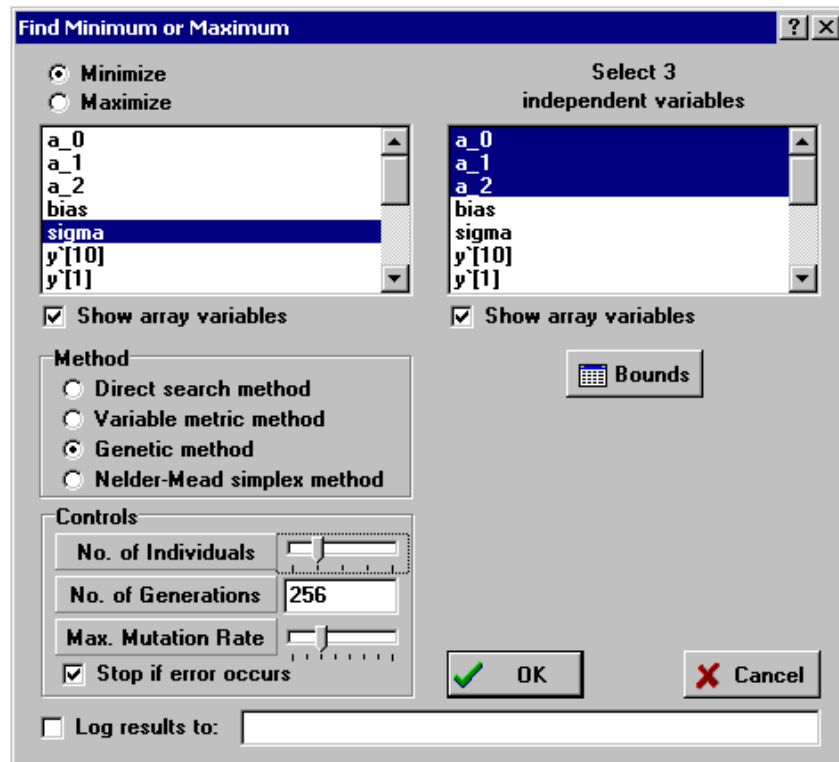 Find Minimum or Maximum
Minimize
Maximize
a_0
a_1
a_2
bias
sigma
y`[10]
y`[1]
Show array variables
Select 3
independent variables
a_0
a_1
a_2
bias
sigma
y`[10]
y`[1]
Show array variables
Method
Direct search method
Variable metric method
Genetic method
Nelder-Mead simplex method
Bounds
Controls
No. of Individuals
No. of Generations 256
Max. Mutation Rate
Stop if error occurs
OK
Cancel
Log results to: